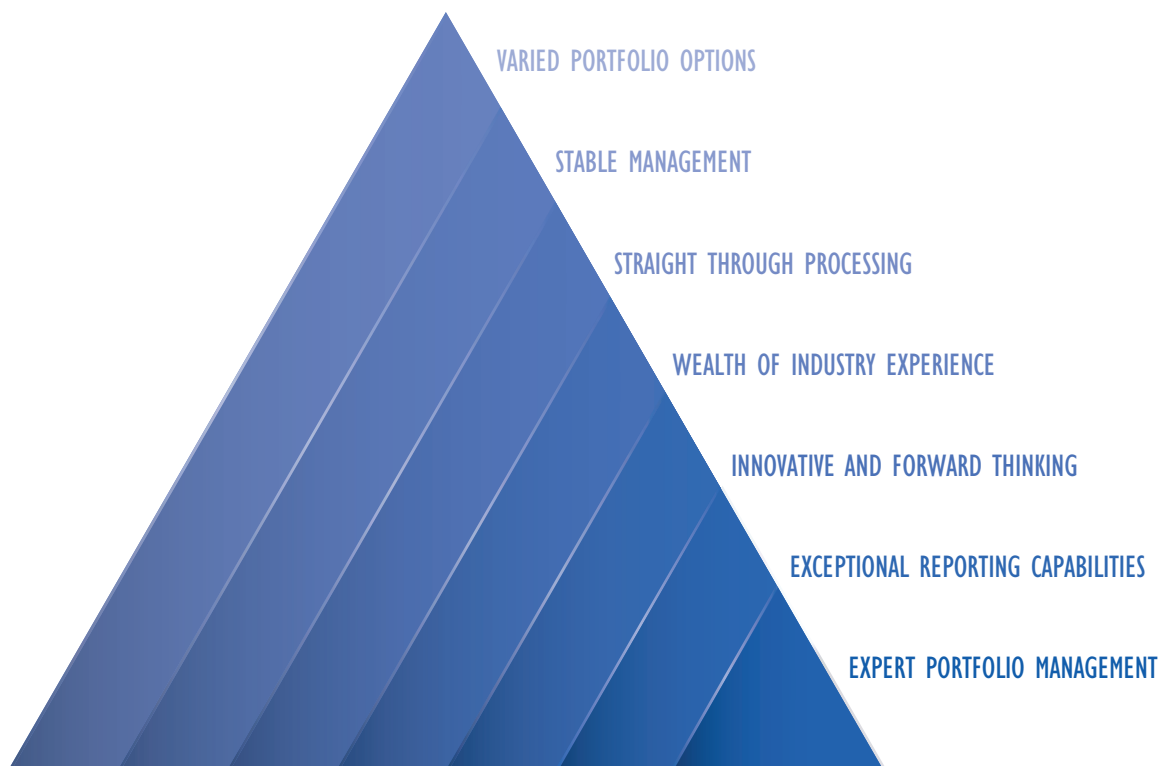 VARIED PORTFOLIO OPTIONS
STABLE MANAGEMENT
STRAIGHT THROUGH PROCESSING
WEALTH OF INDUSTRY EXPERIENCE
INNOVATIVE AND FORWARD THINKING
EXCEPTIONAL REPORTING CAPABILITIES
EXPERT PORTFOLIO MANAGEMENT